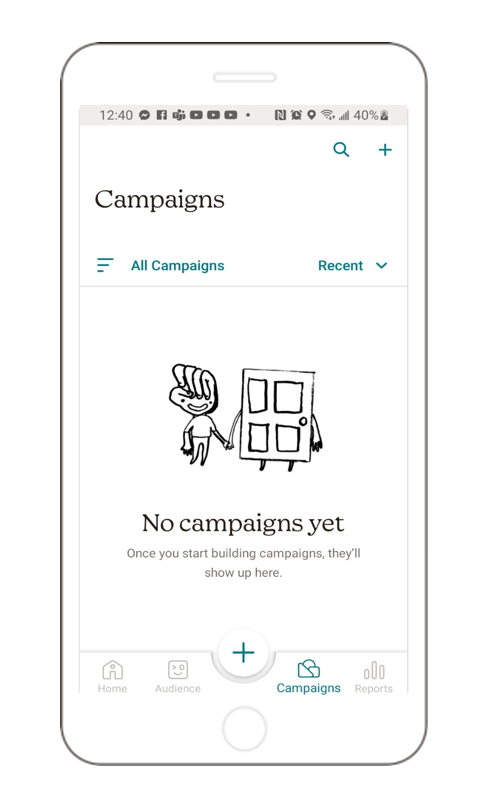 12:40 40%
Campaigns
All Campaigns Recent
No campaigns yet
Once you start building campaigns, they'll
show up here.
Home Audience Campaigns Reports